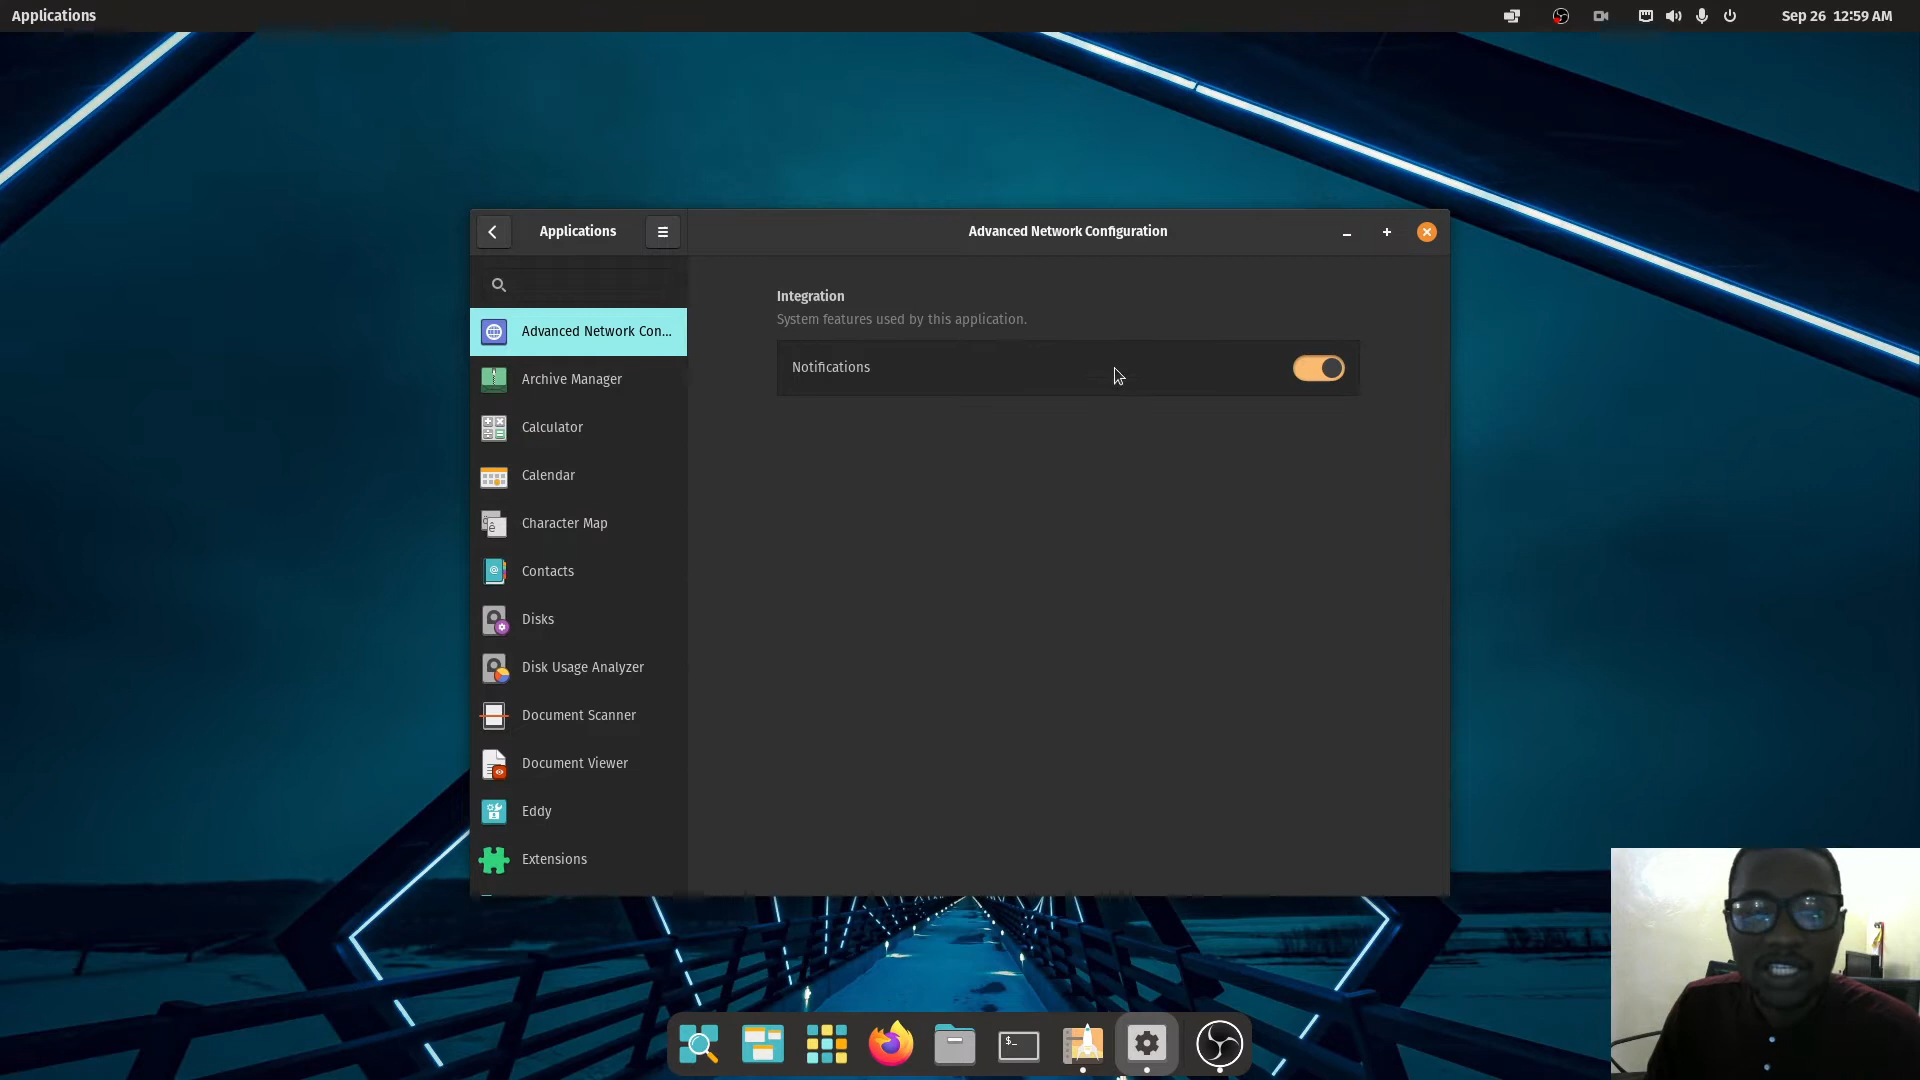 Applications
Sep 26 12:59 AM
Applications
Advanced Network Configuration
Advanced Network Con...
Archive Manager
Calculator
Calendar
Character Map
Contacts
Disks
Disk Usage Analyzer
Document Scanner
Document Viewer
Eddy
Extensions
Integration
System features used by this application.
Notifications
$_